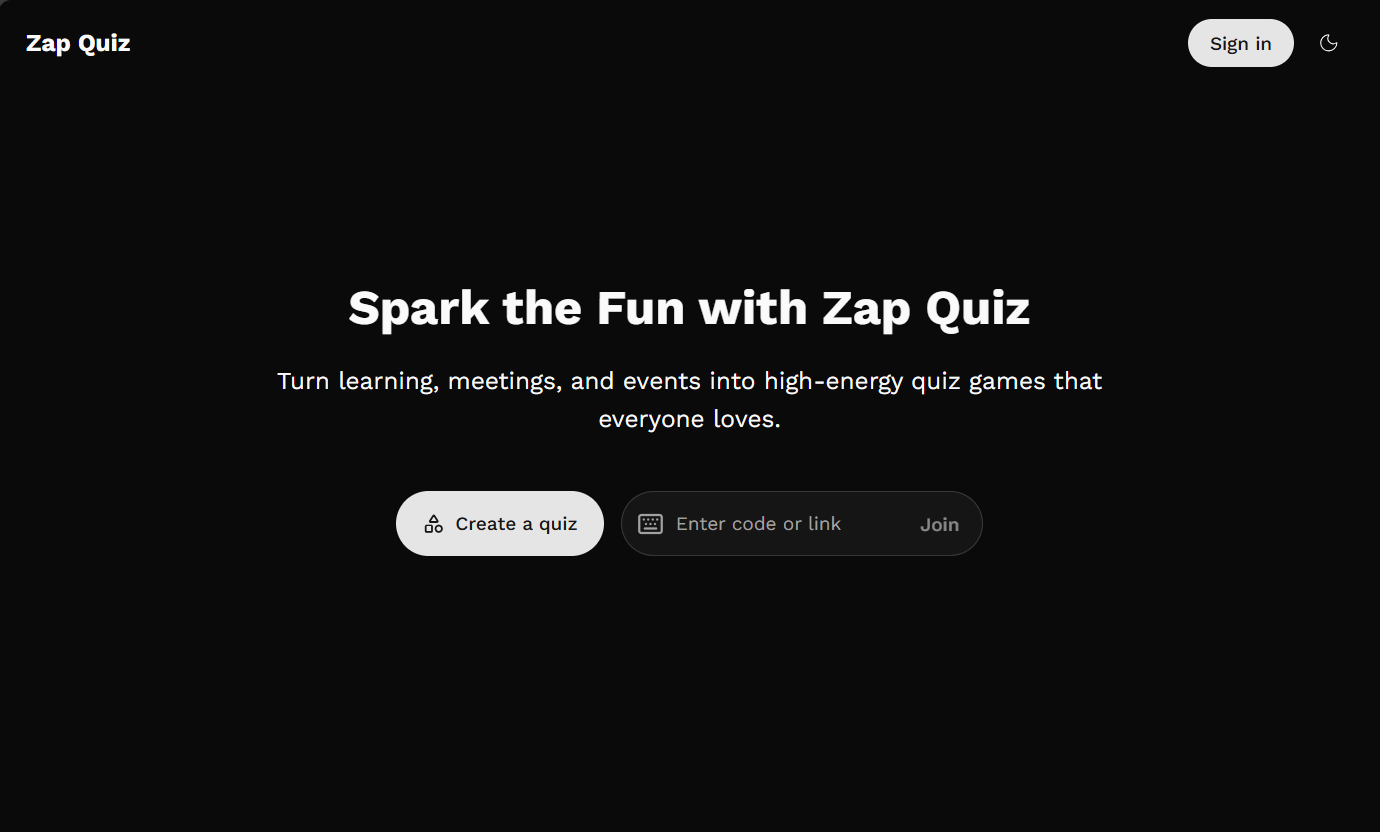 Zap Quiz
Sign in
Spark the Fun with Zap Quiz
Turn learning, meetings, and events into high-energy quiz games that
everyone loves.
Create a quiz
Enter code or link
Join